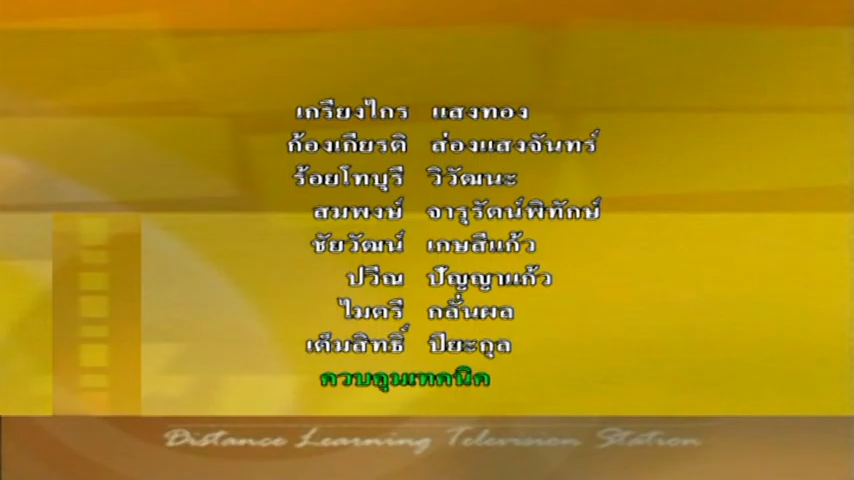 เกรียงไกร แสงทอง
ก้องเกียรติ ส่องแสงจันทร์
ร้อยโทบุรี วิวัฒนะ
สมพงษ์ จารุรัตน์พิทักษ์
ชัยวัฒน์ เกษสีแก้ว
ปวีณ ปัญญาแก้ว
ไมตรี กลั่นผล
เต็มสิทธิ์ ปิยะกุล
ควบคุมเทคนิค
Distance Learning Television Station